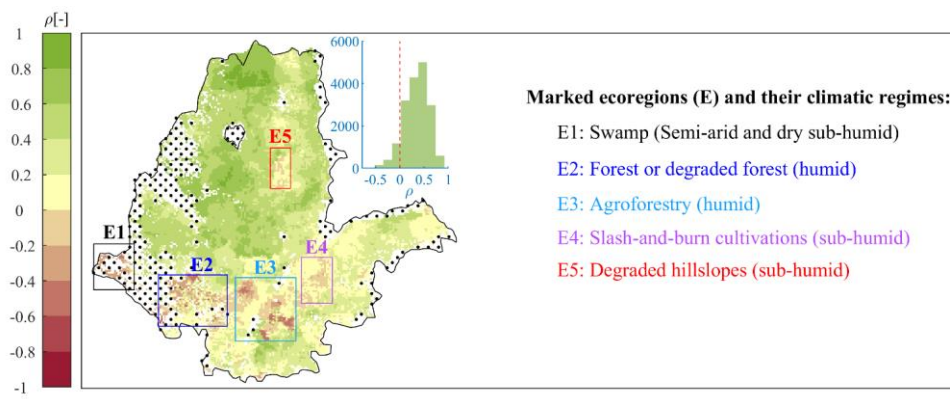 ρ[-]
1
0.8
0.6
0.4
0.2
0
-0.2
-0.4
-0.6
-0.8
-1
6000
4000
2000
0
-0.5 0 0.5 1
ρ
E5
E1
E2
E3
E4
Marked ecoregions (E) and their climatic regimes:
E1: Swamp (Semi-arid and dry sub-humid)
E2: Forest or degraded forest (humid)
E3: Agroforestry (humid)
E4: Slash-and-burn cultivations (sub-humid)
E5: Degraded hillslopes (sub-humid)